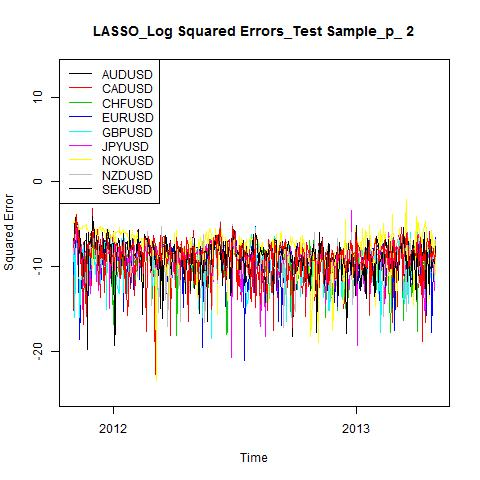 LASSO_Log Squared Errors_Test Sample_p_ 2
AUDUSD
CADUSD
CHFUSD
EURUSD
GBPUSD
JPYUSD
NOKUSD
NZDUSD
SEKUSD
10
0
-10
-20
Squared Error
2012
2013
Time